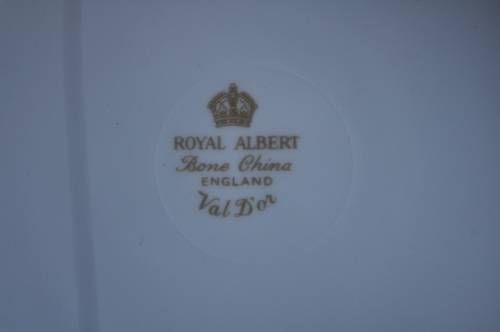 ROYAL ALBERT
Bone China
ENGLAND
Val D'or